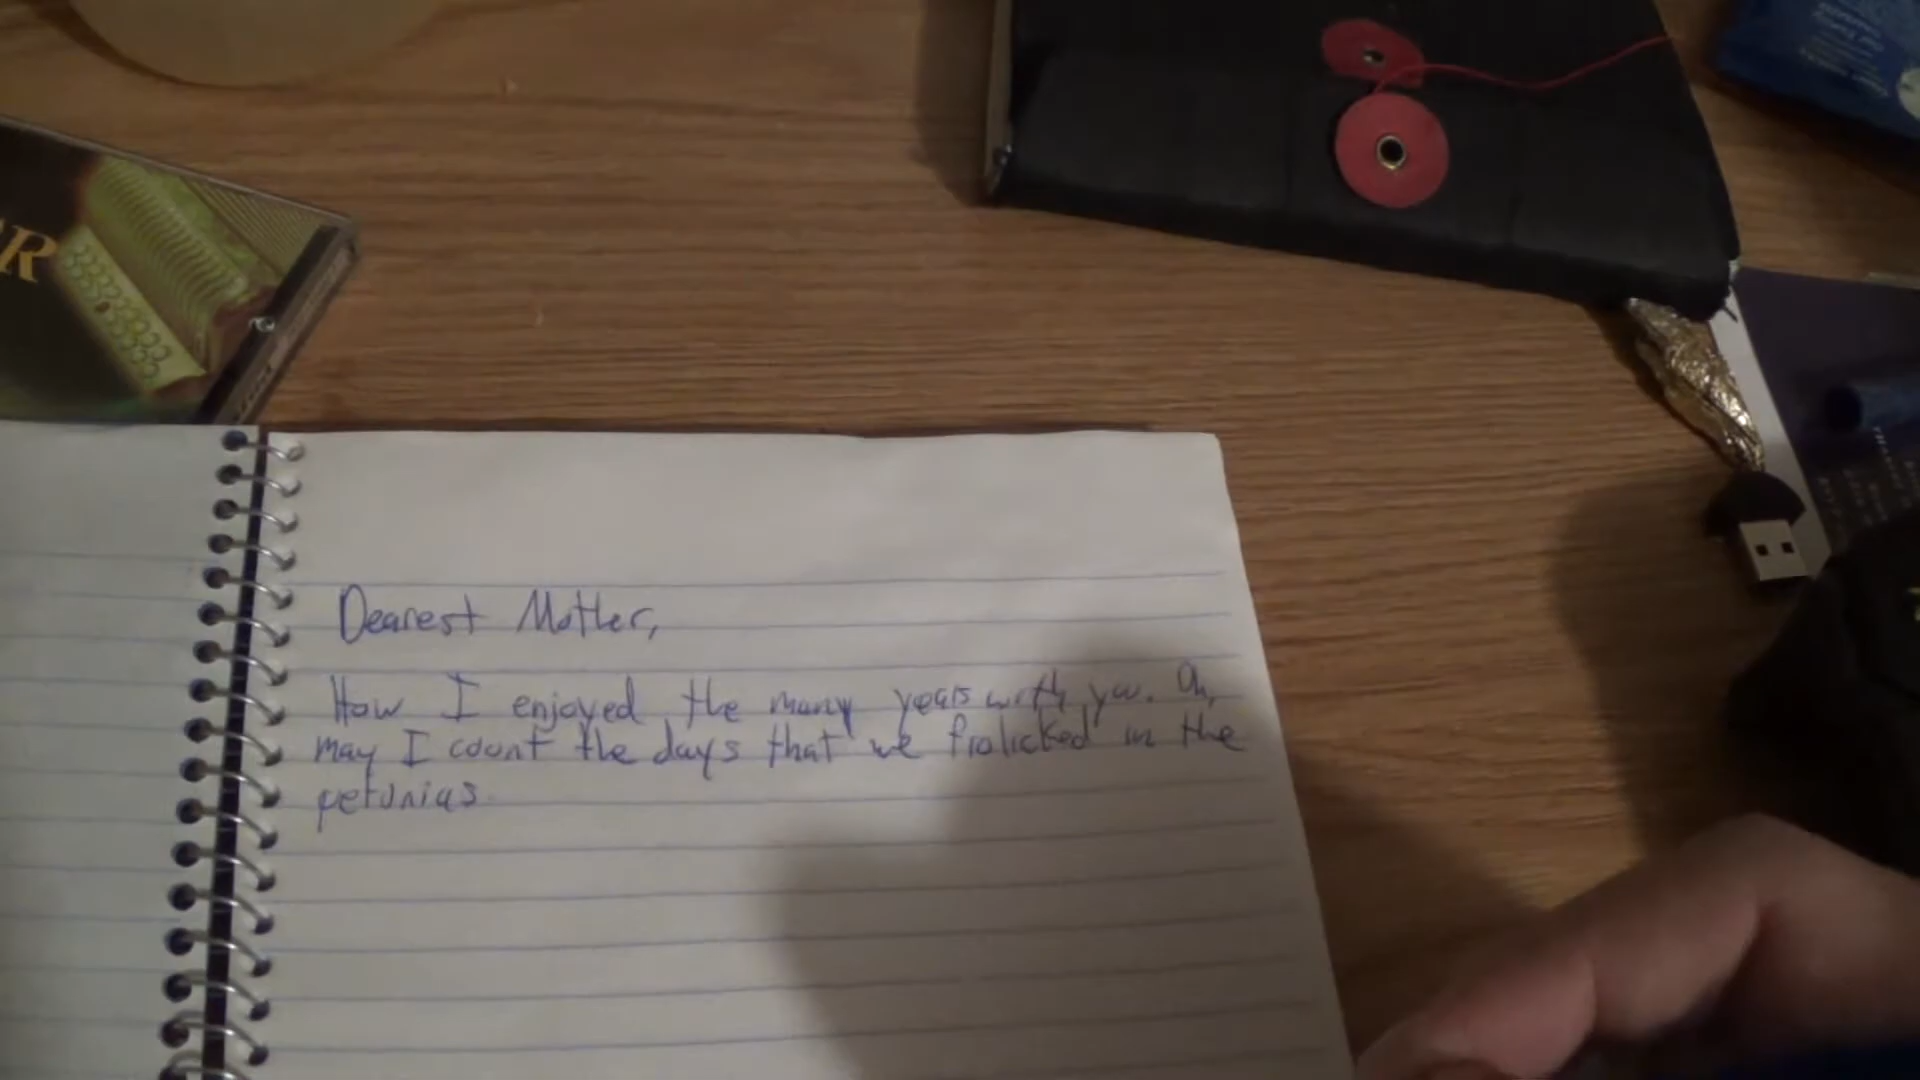 R
Dearest Mother,
How I enjoyed the many years with you. Oh,
may I count the days that we frolicked in the
petunias.